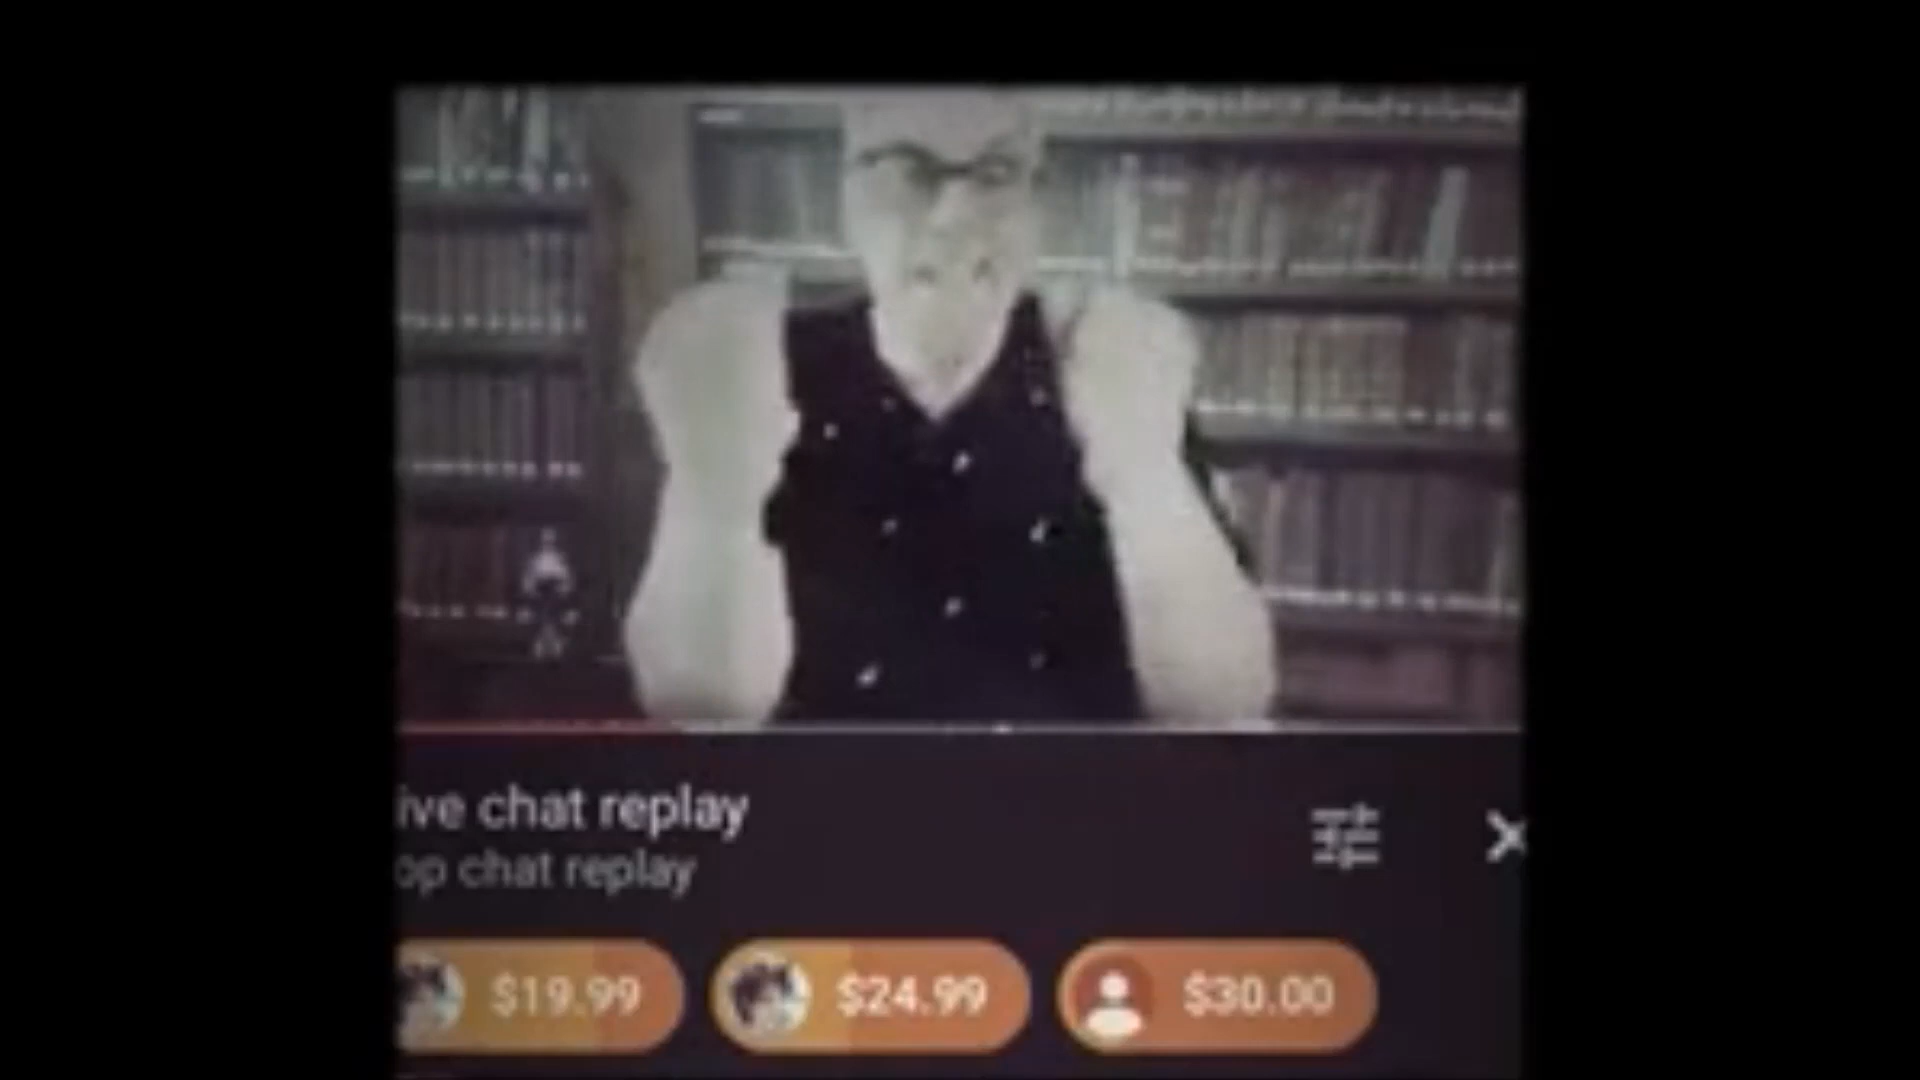 ive chat replay
op chat replay
$19.99 $24.99 $30.00